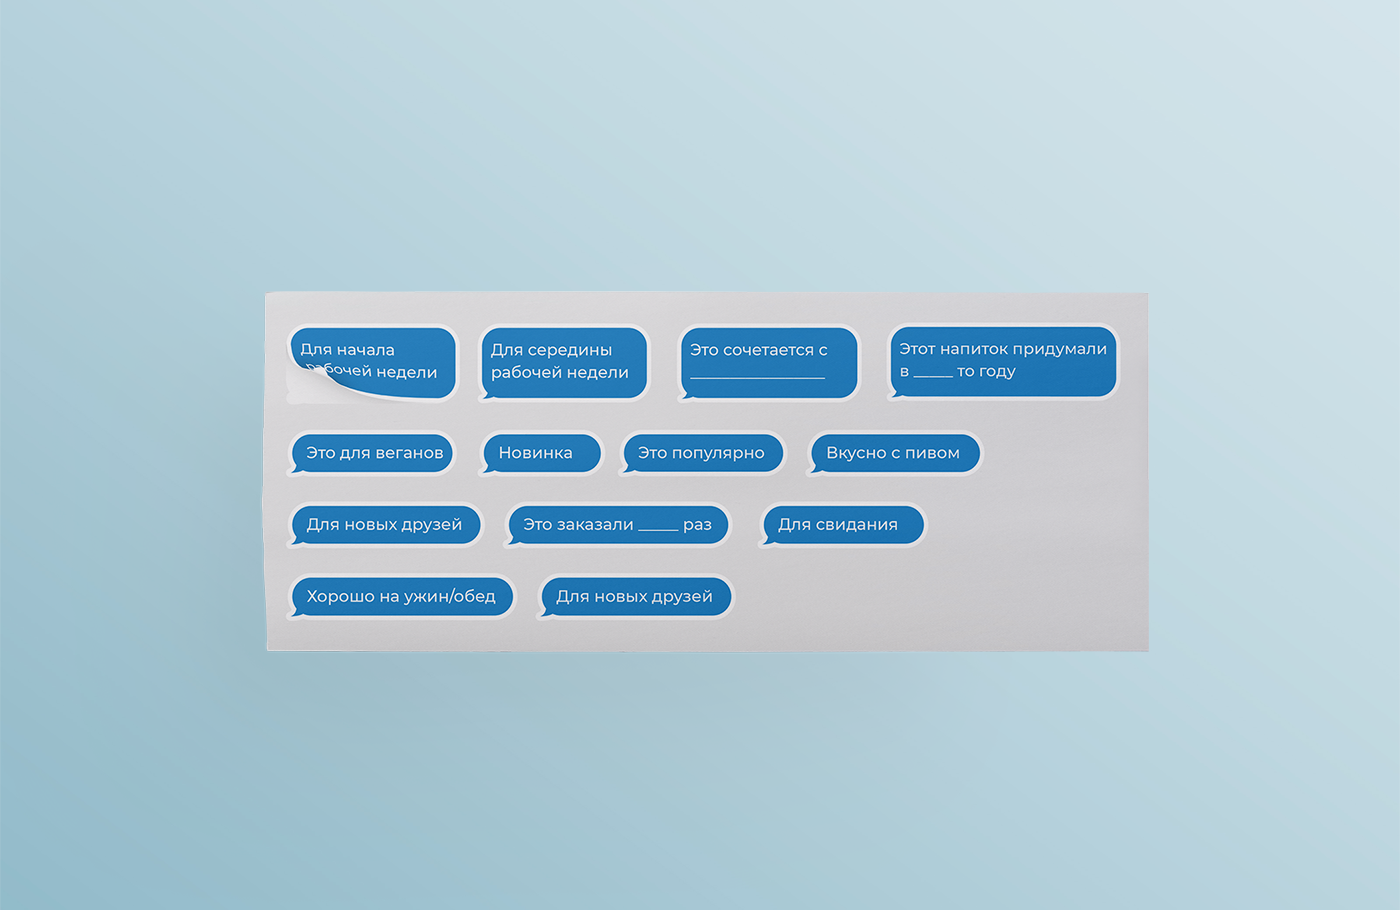 Для начала
рабочей недели
Для середины
рабочей недели
Это сочетается с
_______________
Этот напиток придумали
в _____ то году
Это для веганов
Новинка
Это популярно
Вкусно с пивом
Для новых друзей
Это заказали _____ раз
Для свидания
Хорошо на ужин/обед
Для новых друзей